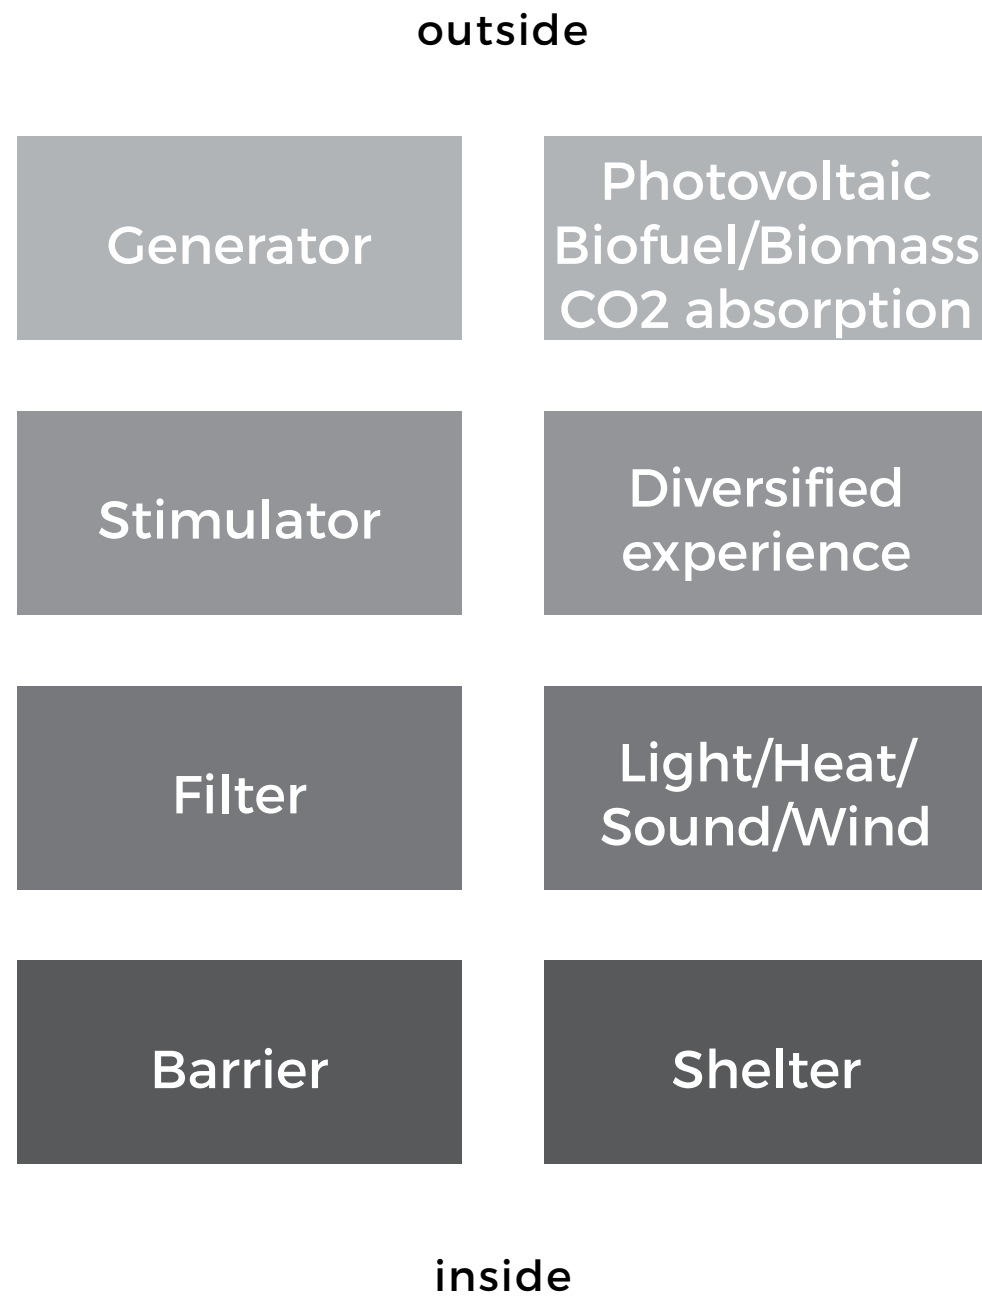 outside
Generator
Photovoltaic
Biofuel/Biomass
CO2 absorption
Stimulator
Diversified
experience
Filter
Light/Heat/
Sound/Wind
Barrier
Shelter
inside